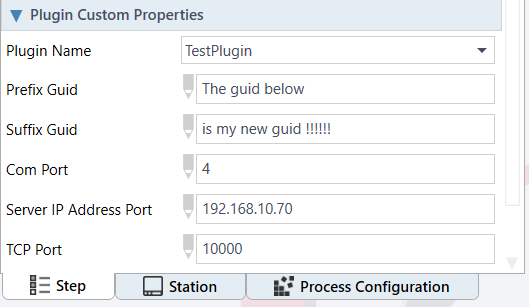 Plugin Custom Properties
Plugin Name TestPlugin
Prefix Guid The guid below
Suffix Guid is my new guid !!!!!!
Com Port 4
Server IP Address Port 192.168.10.70
TCP Port 10000
Step Station Process Configuration